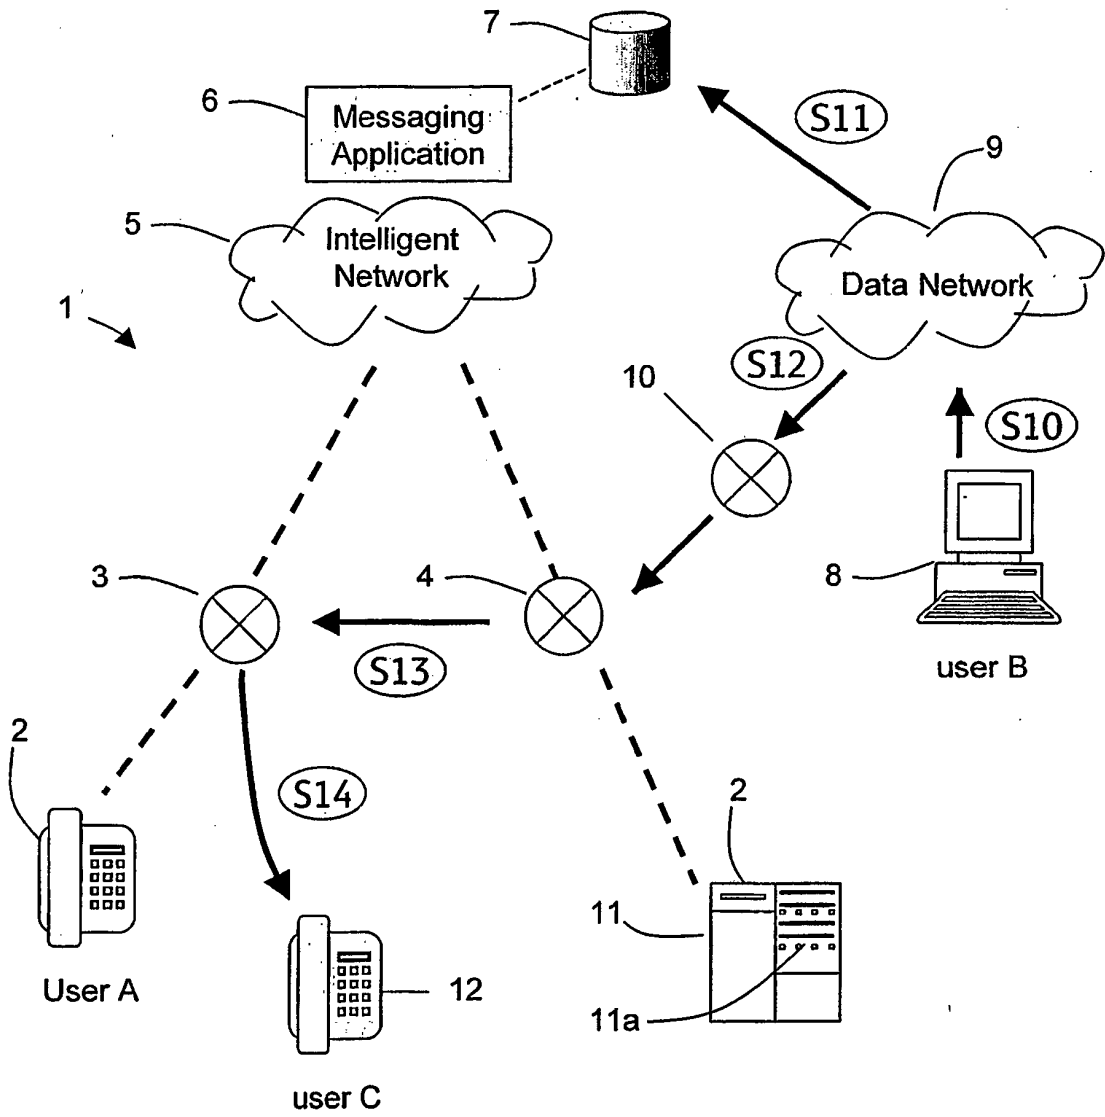 7
6
Messaging
Application
S11
9
5
Intelligent
Network
Data Network
1
S12
10
S10
3
4
8
S13
user B
2
S14
2
11
User A
12
11a
user C